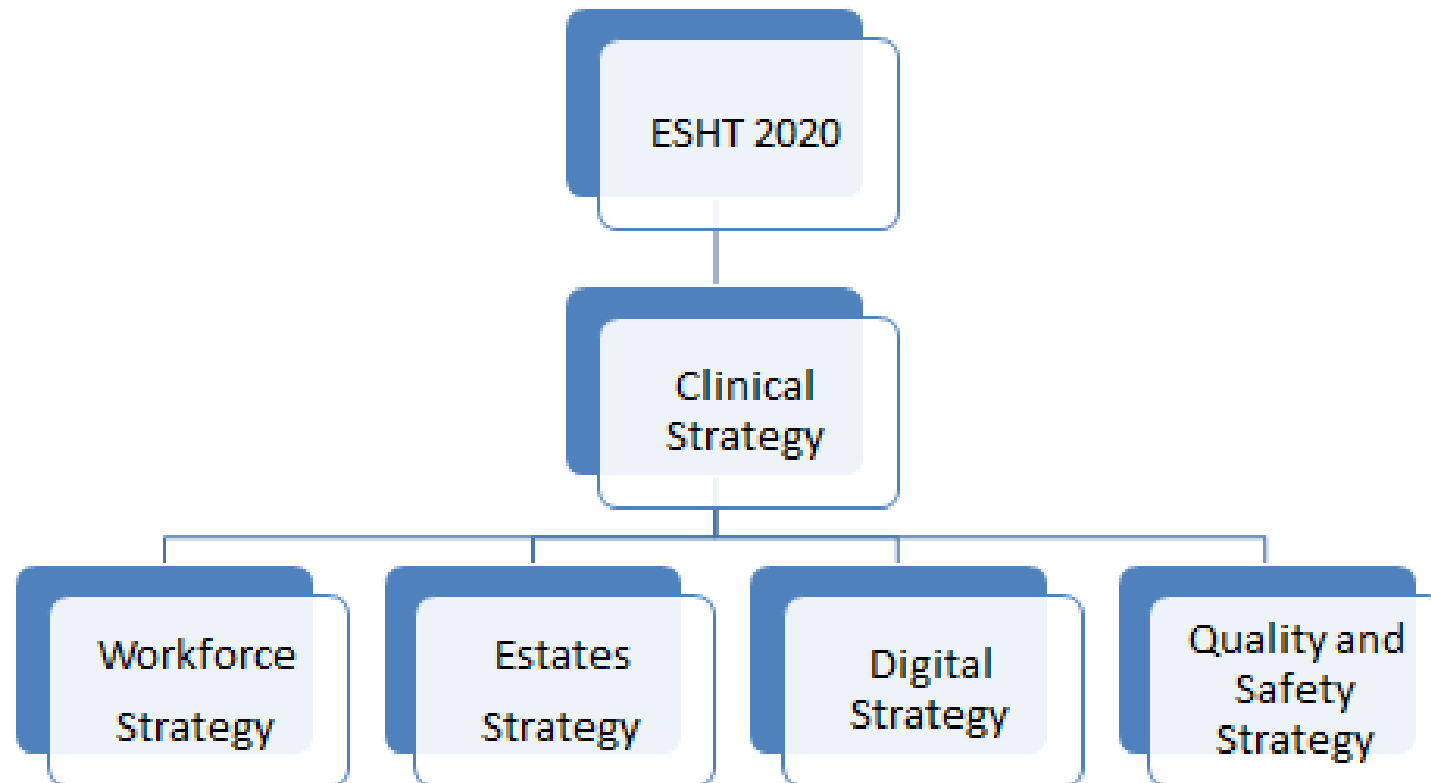 ESHT 2020
Clinical
Strategy
Workforce
Strategy
Estates
Strategy
Digital
Strategy
Quality and
Safety
Strategy